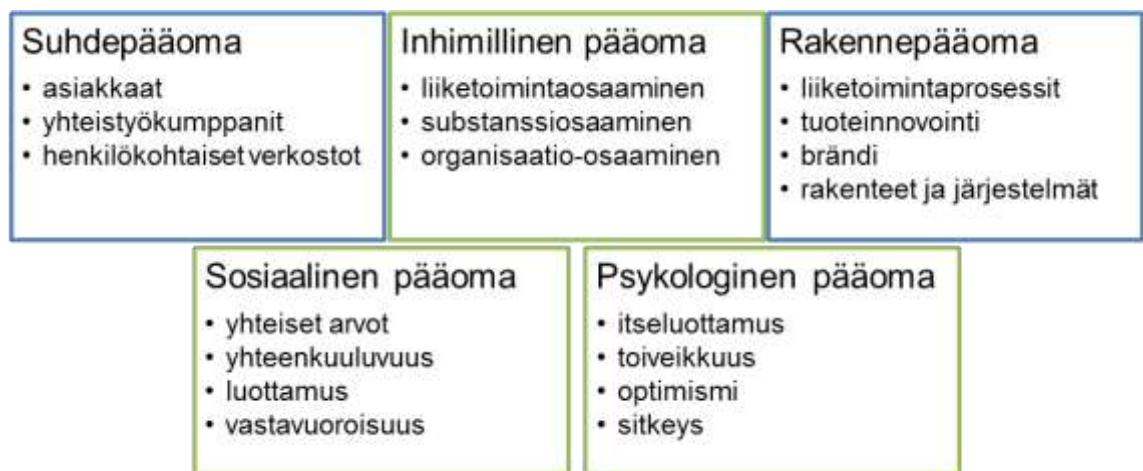 Suhdepääoma
• asiakkaat
• yhteistyökumppanit
• henkilökohtaiset verkostot
Inhimillinen pääoma
• liiketoimintaosaaminen
• substanssiosaaminen
• organisaatio-osaaminen
Rakennepääoma
• liiketoimintaprosessit
• tuoteinnovointi
• brändi
• rakenteet ja järjestelmät
Sosiaalinen pääoma
• yhteiset arvot
• yhteenkuuluvuus
• luottamus
• vastavuoroisuus
Psykologinen pääoma
• itseluottamus
• toiveikkuus
• optimismi
• sitkeys